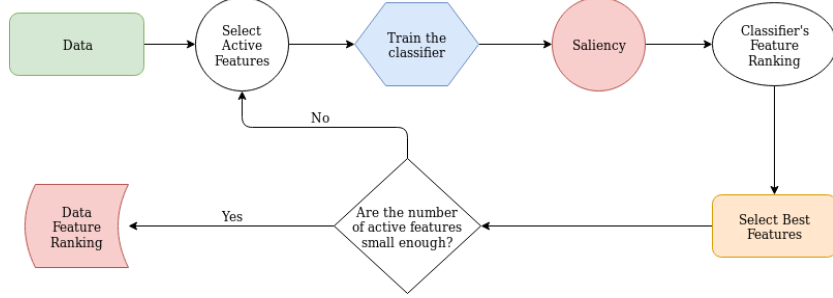 Data
Select
Active
Features
Train the
classifier
Saliency
Classifier's
Feature
Ranking
No
Data
Feature
Ranking
Yes
Are the number
of active features
small enough?
Select Best
Features